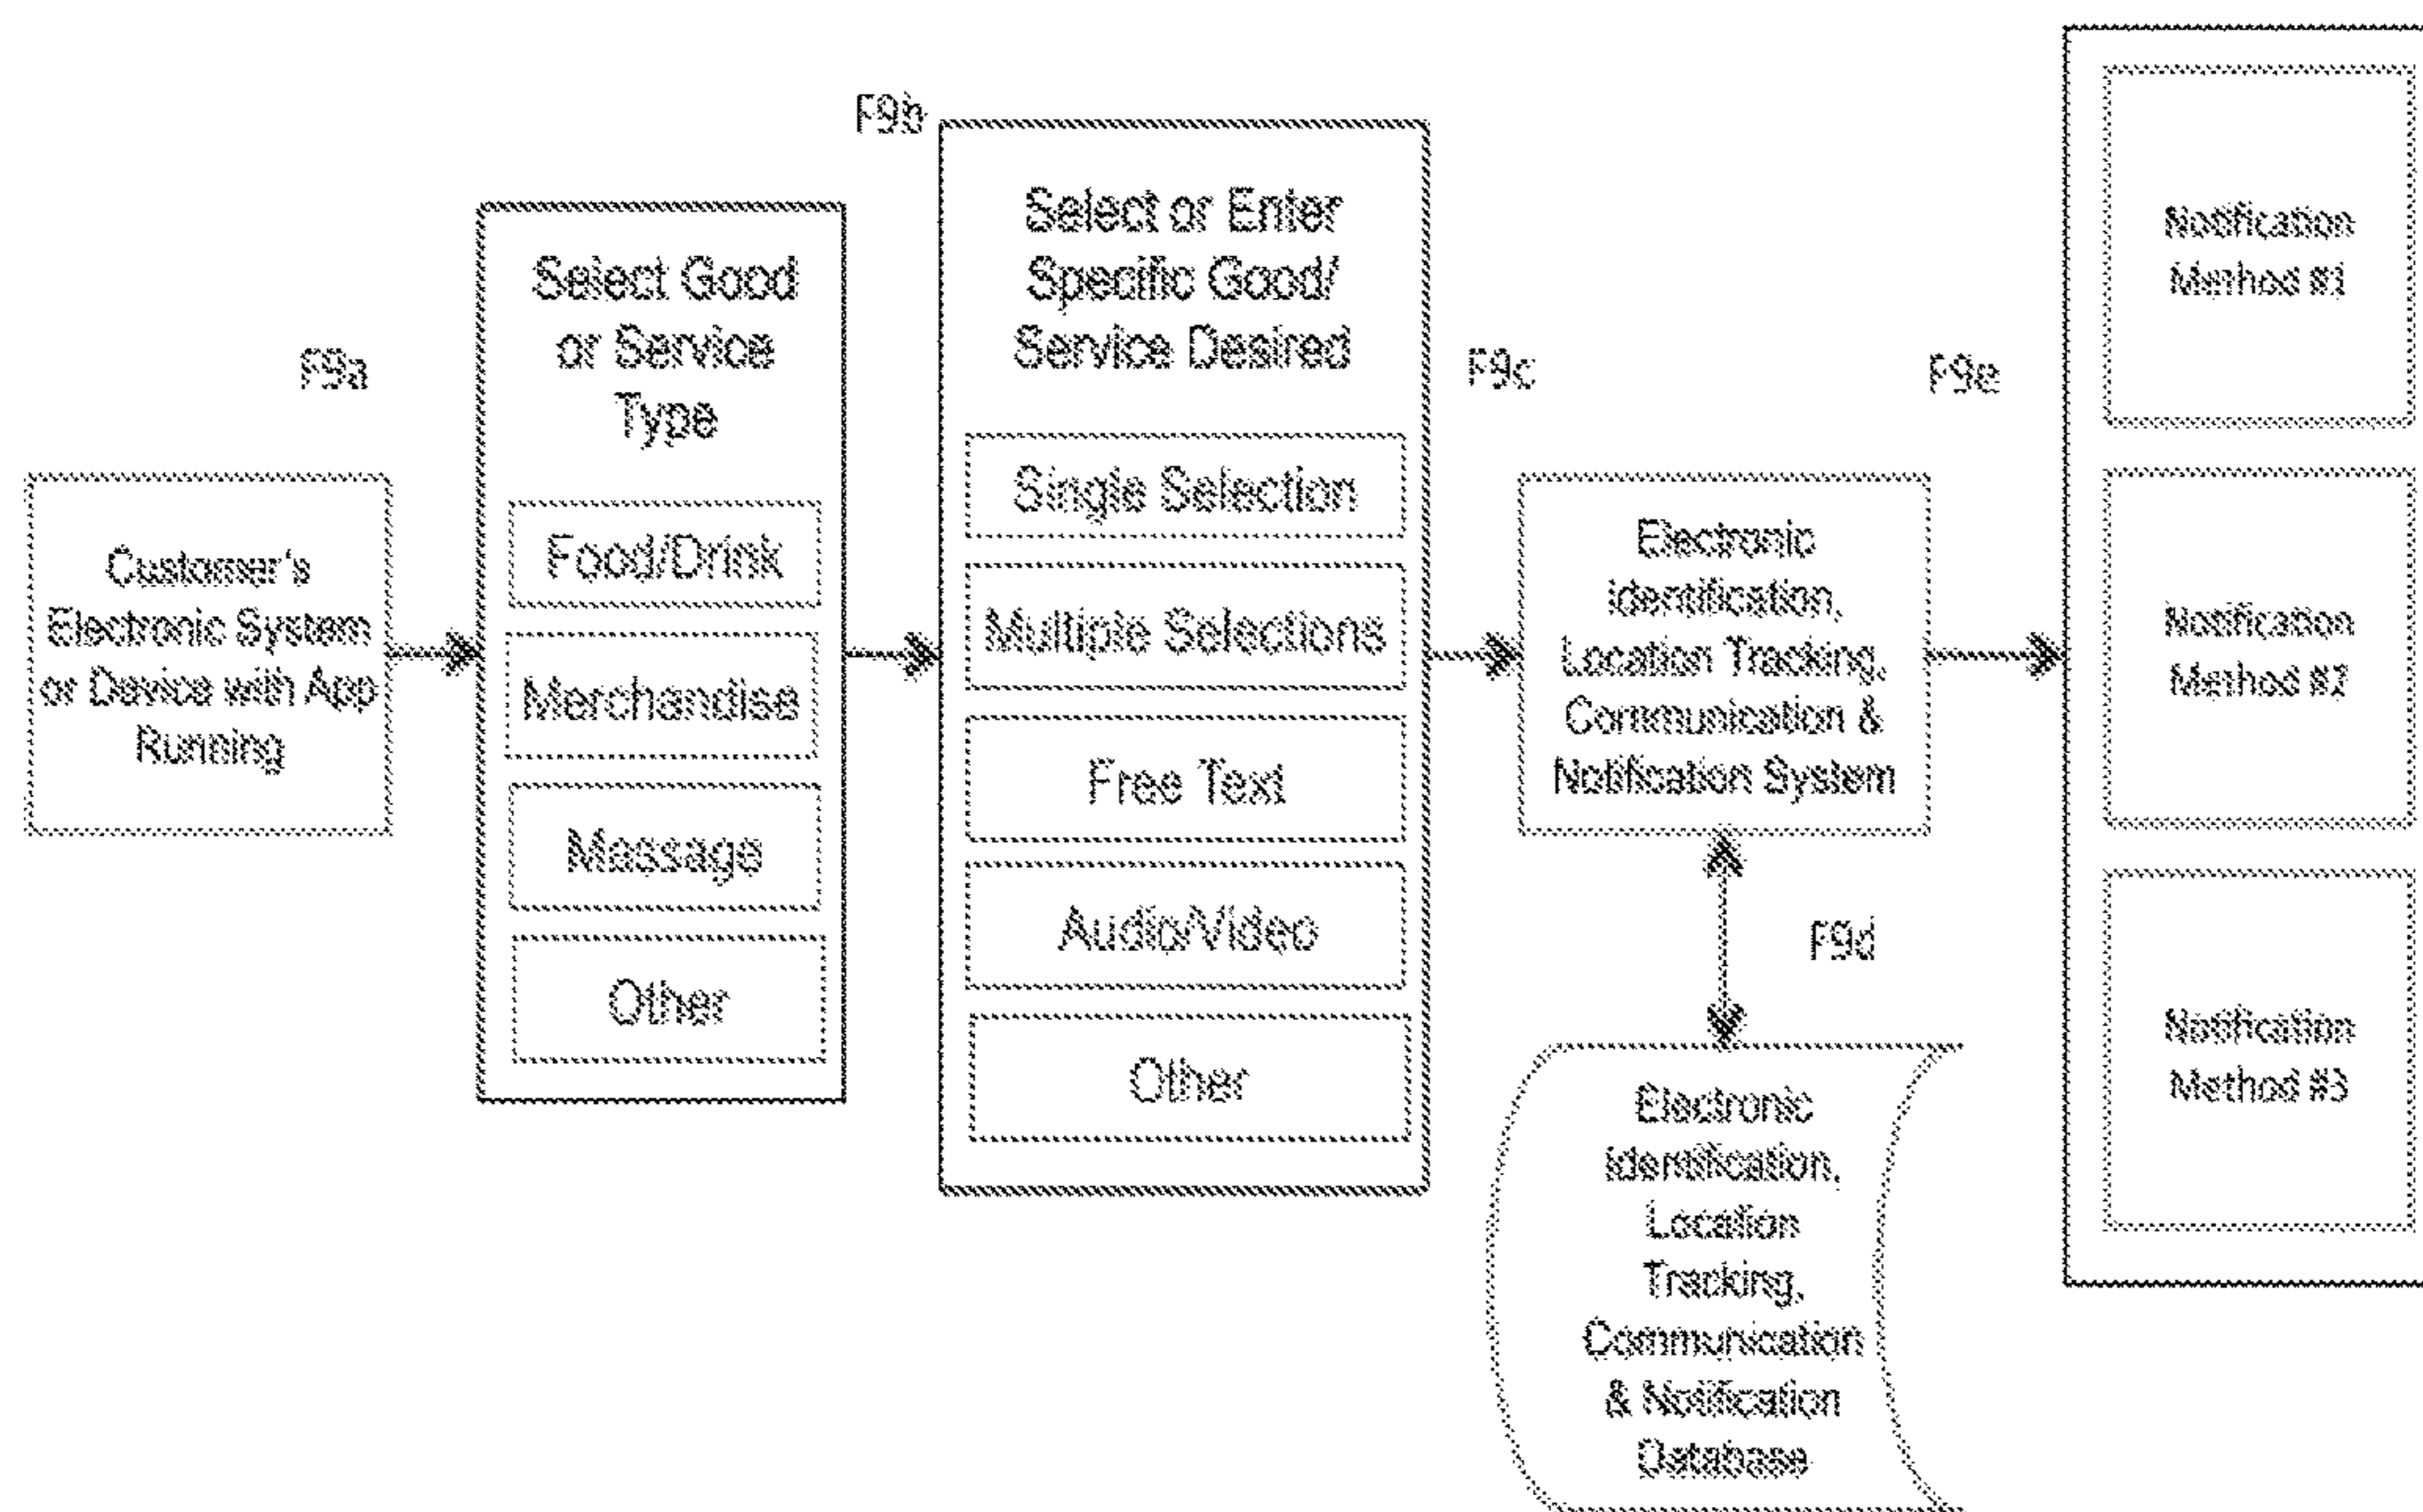 F9a
Customer's
Electronic System
or Device with App
Running
Select Good
or Service
Type
Food/Drink
Merchandise
Massage
Other
F9b
Select or Enter
Specific Good/
Service Desired
Single Selection
Multiple Selections
Free Text
Audio/Video
Other
F9c
Electronic
Identification,
Location Tracking,
Communication &
Notification System
F9d
Electronic
Identification,
Location
Tracking,
Communication
& Notification
Database
F9e
Notification
Method #1
Notification
Method #2
Notification
Method #3